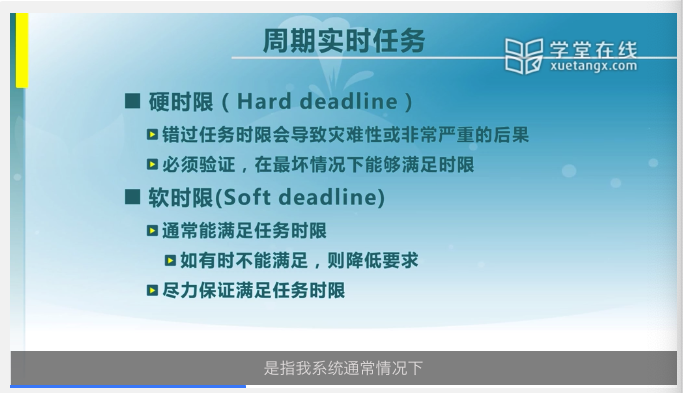 周期实时任务
学堂在线
xuetangx.com
硬时限（Hard deadline）
错过任务时限会导致灾难性或非常严重的后果
必须验证，在最坏情况下能够满足时限
软时限(Soft deadline)
通常能满足任务时限
如有时不能满足，则降低要求
尽力保证满足任务时限
是指我系统通常情况下